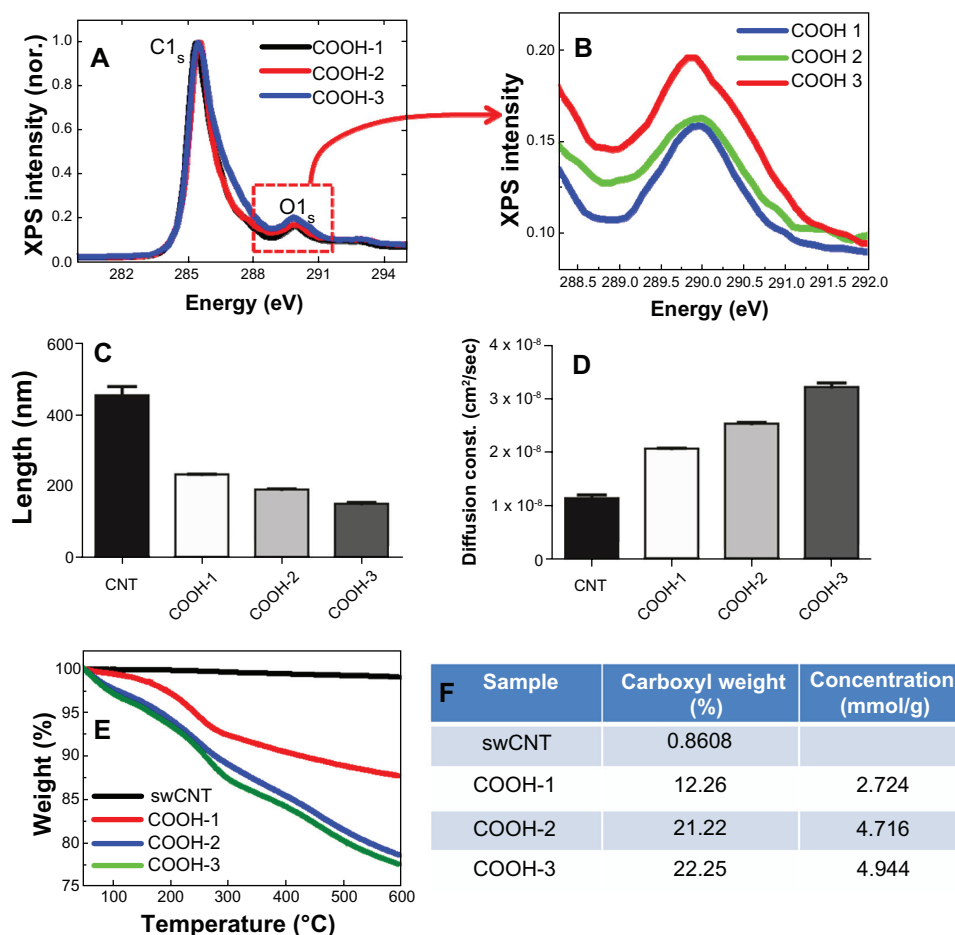 A
C1s
O1s
COOH-1
COOH-2
COOH-3
XPS intensity (nor.)
1.0
0.8
0.6
0.4
0.2
0.0
282 285 288 291 294
Energy (eV)
B
COOH 1
COOH 2
COOH 3
XPS intensity
0.20
0.15
0.10
288.5 289.0 289.5 290.0 290.5 291.0 291.5 292.0
Energy (eV)
C
Length (nm)
600
400
200
0
CNT COOH-1 COOH-2 COOH-3
D
Diffusion const. (cm²/sec)
4 x 10⁻⁸
3 x 10⁻⁸
2 x 10⁻⁸
1 x 10⁻⁸
0
CNT COOH-1 COOH-2 COOH-3
E
Weight (%)
100
95
90
85
80
75
swCNT
COOH-1
COOH-2
COOH-3
100 200 300 400 500 600
Temperature (°C)
F
Sample Carboxyl weight (%) Concentration (mmol/g)
swCNT 0.8608
COOH-1 12.26 2.724
COOH-2 21.22 4.716
COOH-3 22.25 4.944